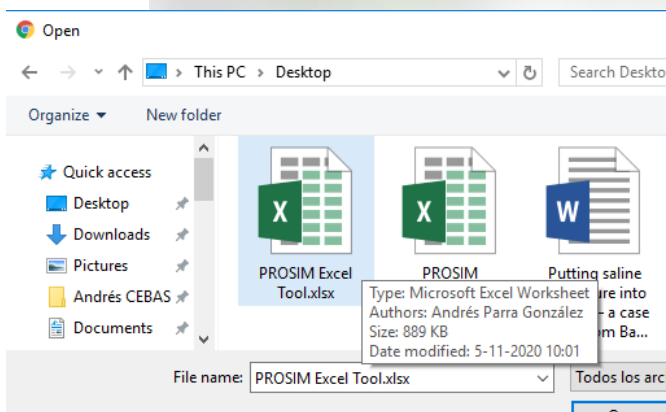 Open
This PC > Desktop
Search Deskto
Organize
New folder
Quick access
Desktop
Downloads
Pictures
Andrés CEBAS
Documents
X
PROSIM Excel
Tool.xlsx
X
PROSIM
W
Putting saline
ure into
– a case
m Ba...
Type: Microsoft Excel Worksheet
Authors: Andrés Parra González
Size: 889 KB
Date modified: 5-11-2020 10:01
File name:
PROSIM Excel Tool.xlsx
Todos los arc